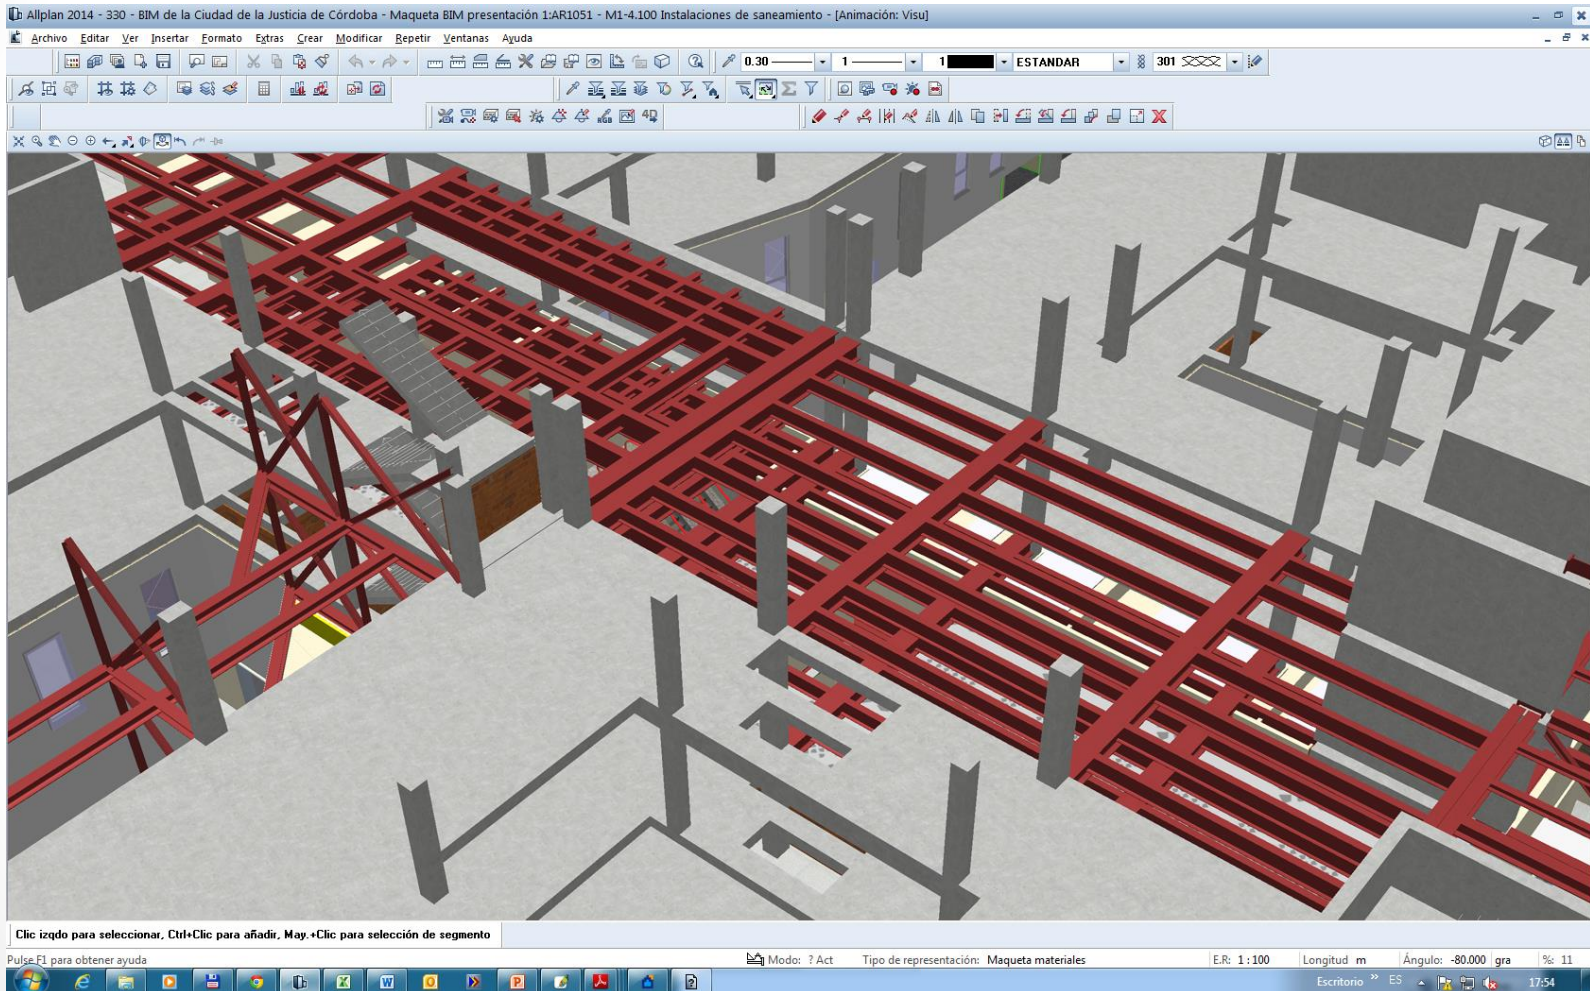 Allplan 2014 - 330 - BIM de la Ciudad de la Justicia de Córdoba - Maqueta BIM presentación 1:AR1051 - M1-4.100 Instalaciones de saneamiento - [Animación: Visu]
Archivo Editar Ver Insertar Formato Extras Crear Modificar Repetir Ventanas Ayuda
0.30 1 1 ESTANDAR 301
4D
Clic izqdo para seleccionar, Ctrl+Clic para añadir, May.+Clic para selección de segmento
Pulse F1 para obtener ayuda Modo: ? Act Tipo de representación: Maqueta materiales E.R: 1 : 100 Longitud m Ángulo: -80.000 gra %: 11
Escritorio » ES 17:54